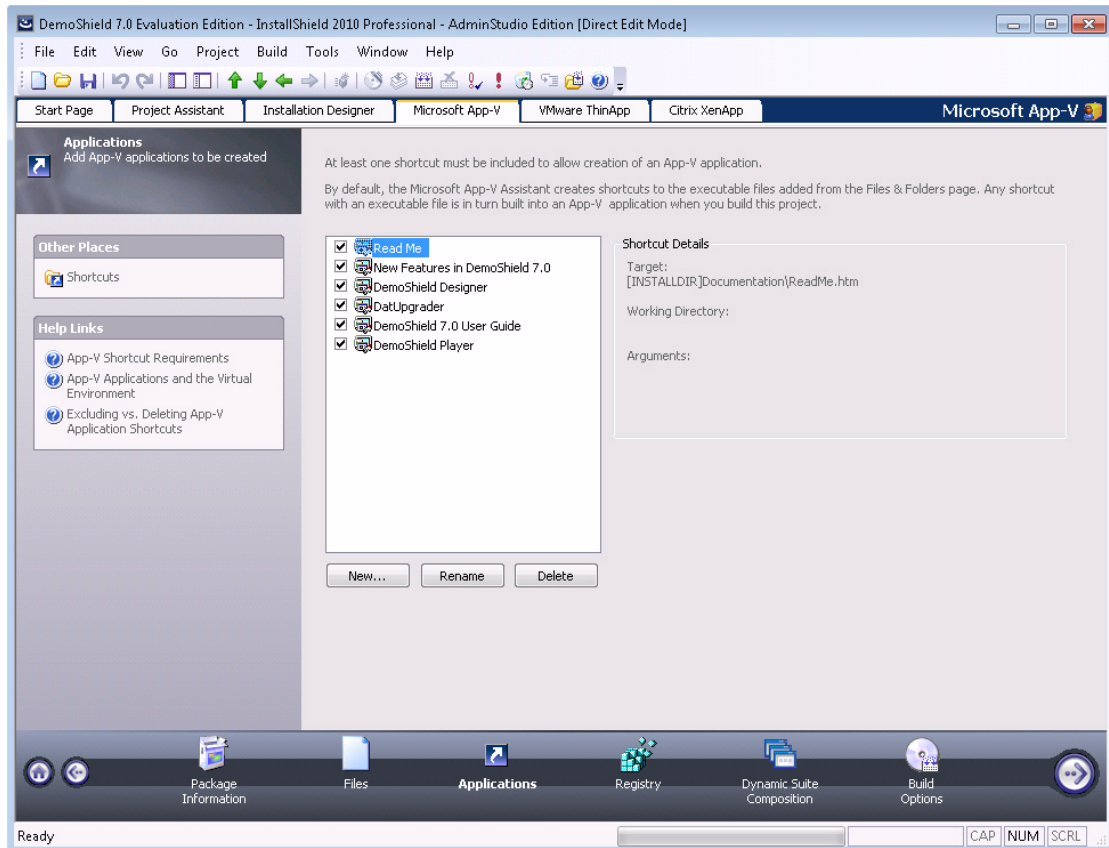 DemoShield 7.0 Evaluation Edition - InstallShield 2010 Professional - AdminStudio Edition [Direct Edit Mode]
File Edit View Go Project Build Tools Window Help
Start Page Project Assistant Installation Designer Microsoft App-V VMware ThinApp Citrix XenApp Microsoft App-V
Applications
Add App-V applications to be created
Other Places
Shortcuts
Help Links
App-V Shortcut Requirements
App-V Applications and the Virtual
Environment
Excluding vs. Deleting App-V
Application Shortcuts
At least one shortcut must be included to allow creation of an App-V application.
By default, the Microsoft App-V Assistant creates shortcuts to the executable files added from the Files & Folders page. Any shortcut
with an executable file is in turn built into an App-V application when you build this project.
Read Me
New Features in DemoShield 7.0
DemoShield Designer
DatUpgrader
DemoShield 7.0 User Guide
DemoShield Player
Shortcut Details
Target:
[INSTALLDIR]Documentation\ReadMe.htm
Working Directory:
Arguments:
New... Rename Delete
Package
Information
Files
Applications
Registry
Dynamic Suite
Composition
Build
Options
Ready
CAP NUM SCRL